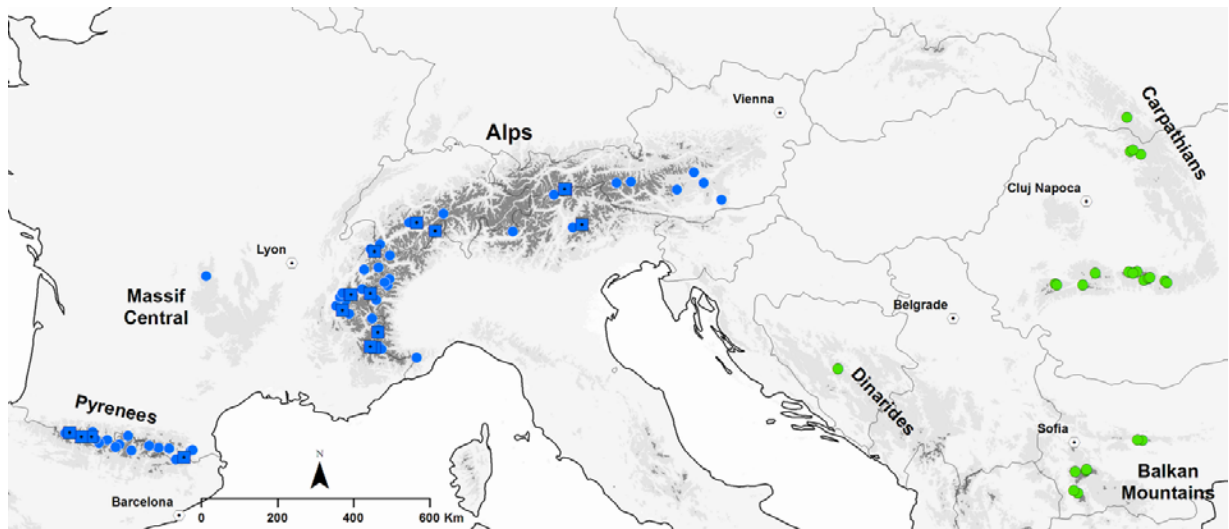 Vienna
Alps
Carpathians
Cluj Napoca
Lyon
Massif
Central
Belgrade
Dinarides
Pyrenees
Sofia
Balkan
Mountains
N
Barcelona
0 200 400 600 Km